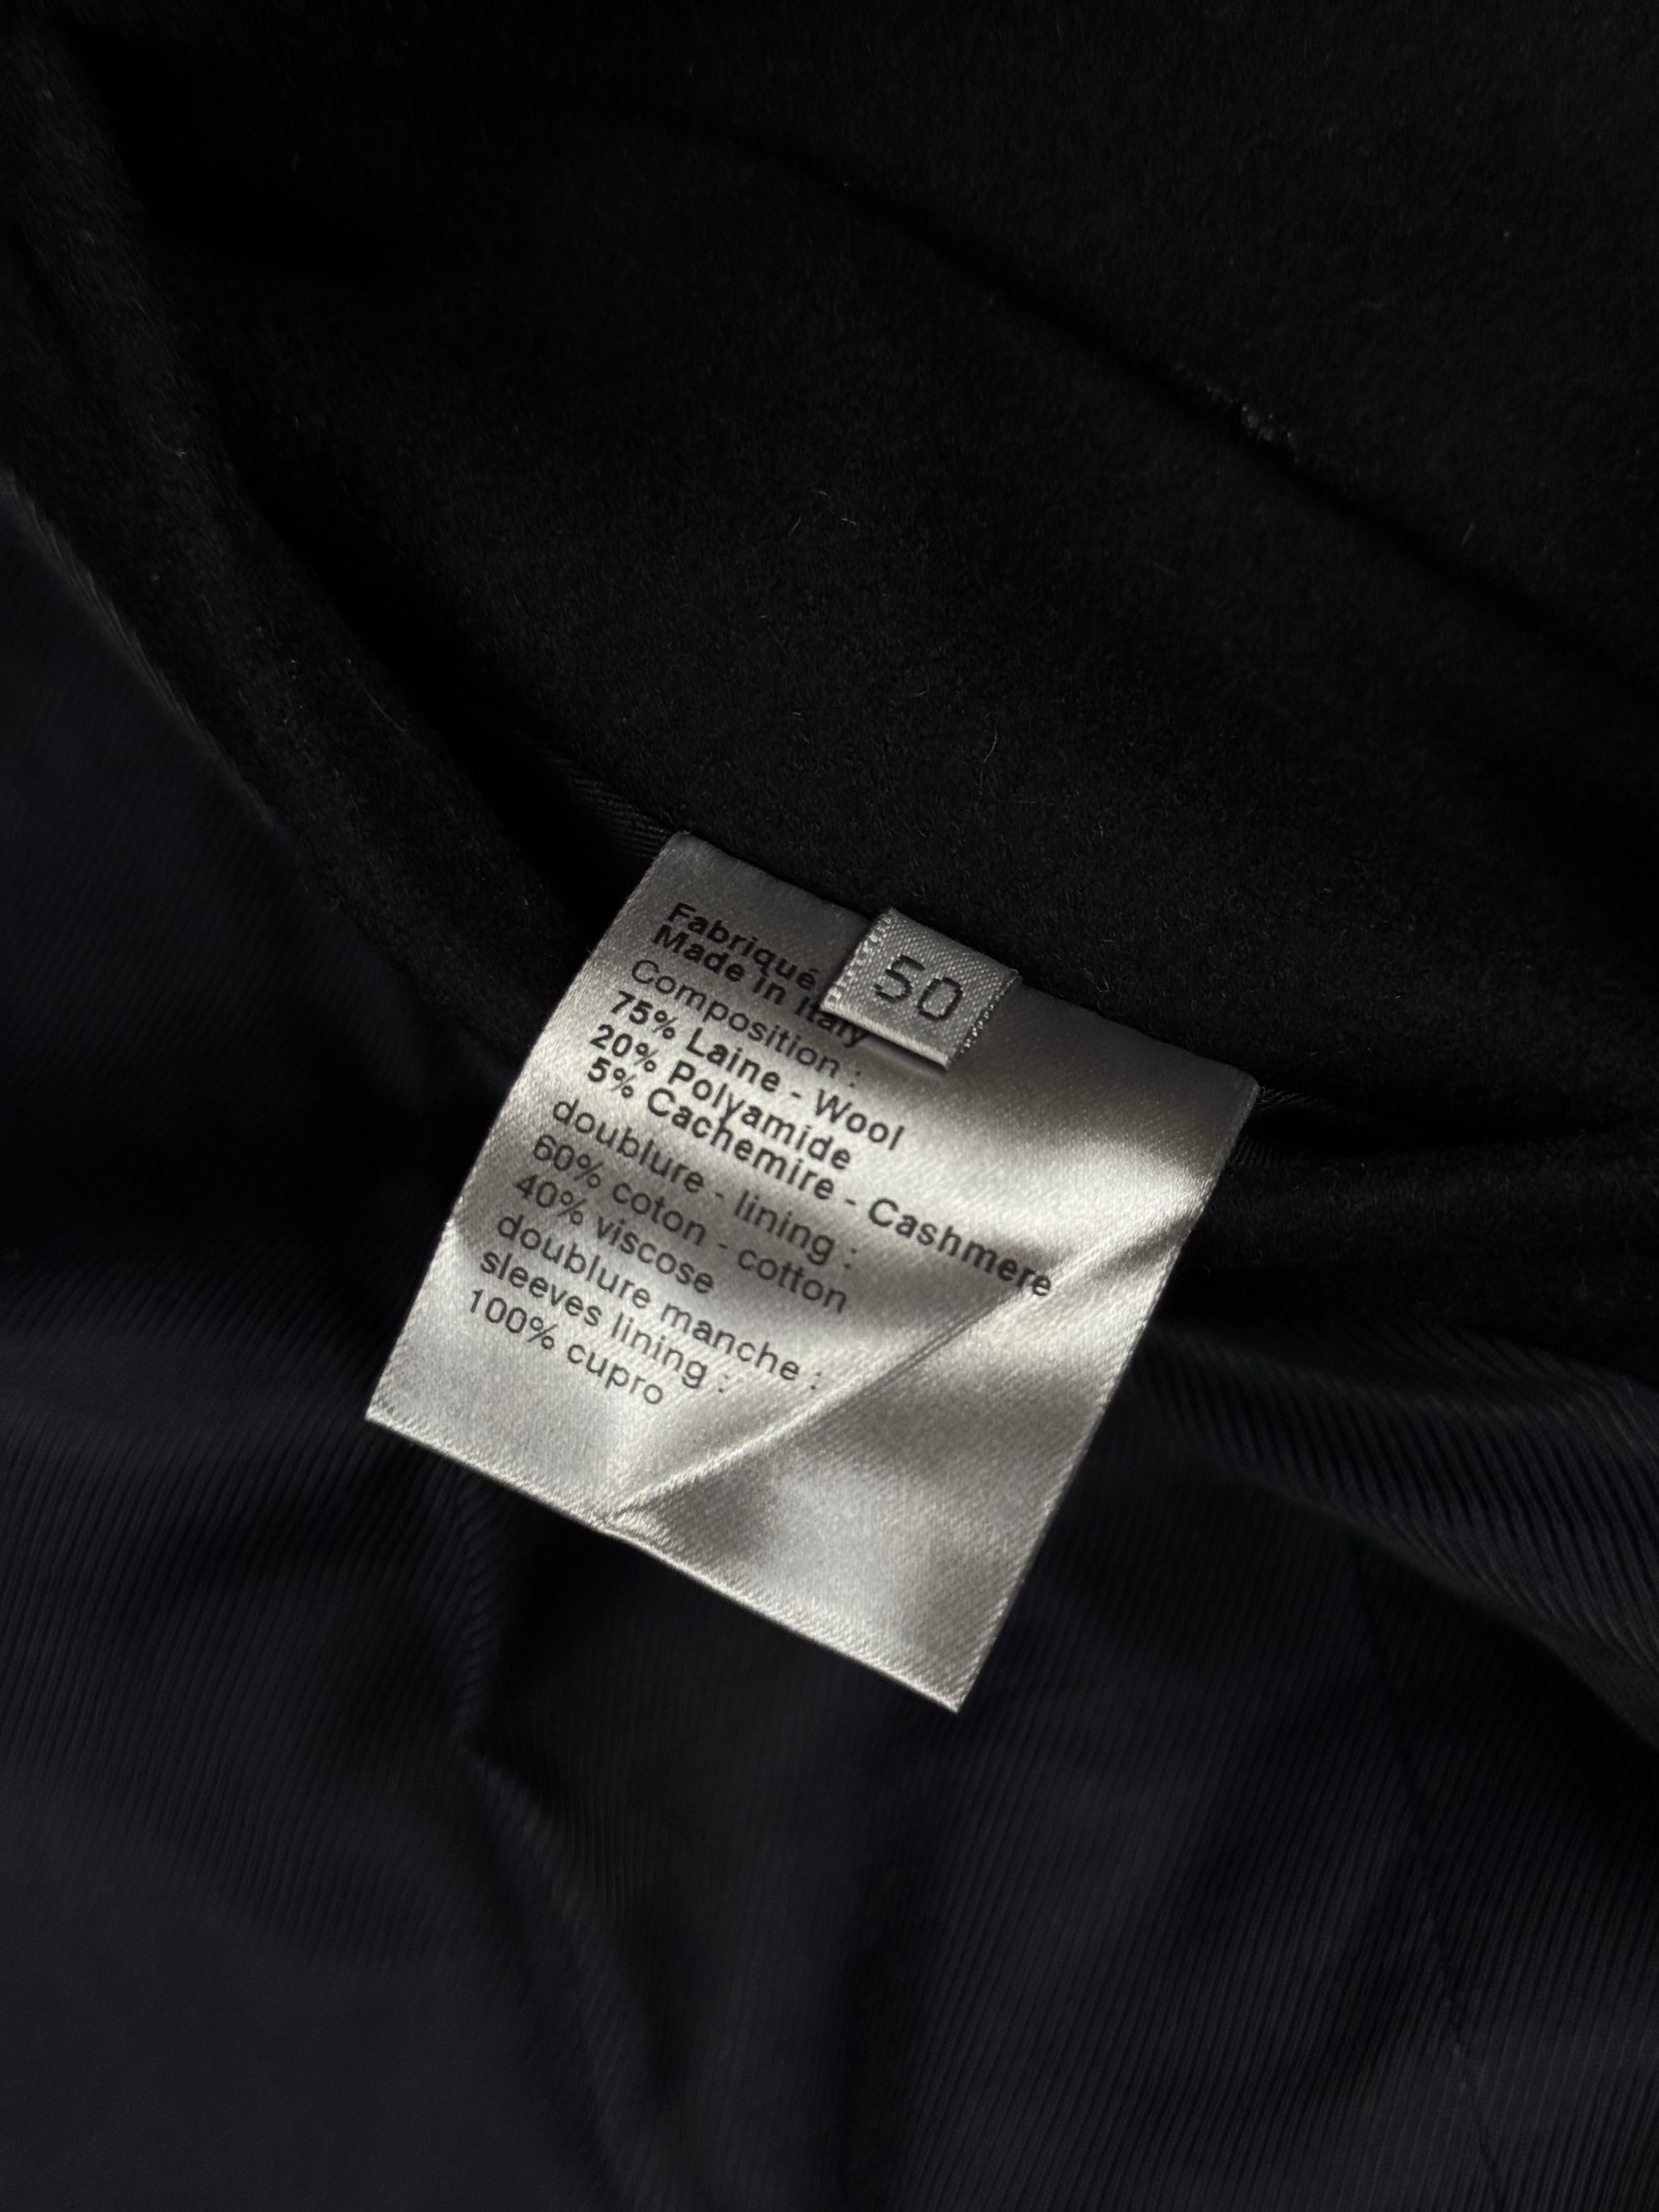 Fabriqué
Made in Italy
50
Composition :
75% Laine - Wool
20% Polyamide
5% Cachemire - Cashmere
doublure - lining :
60% coton - cotton
40% viscose
doublure manche :
sleeves lining :
100% cupro